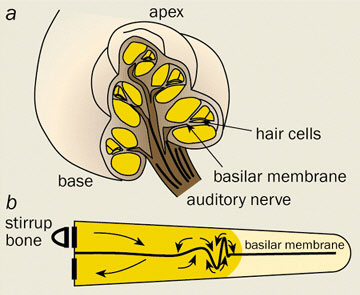 a
apex
hair cells
basilar membrane
base
auditory nerve
b
stirrup
bone
basilar membrane